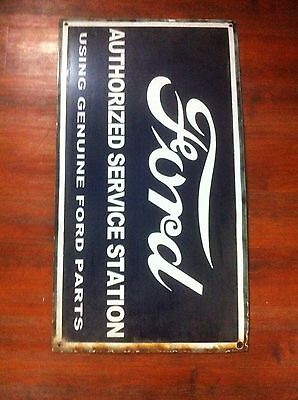 Ford
AUTHORIZED SERVICE STATION
USING GENUINE FORD PARTS